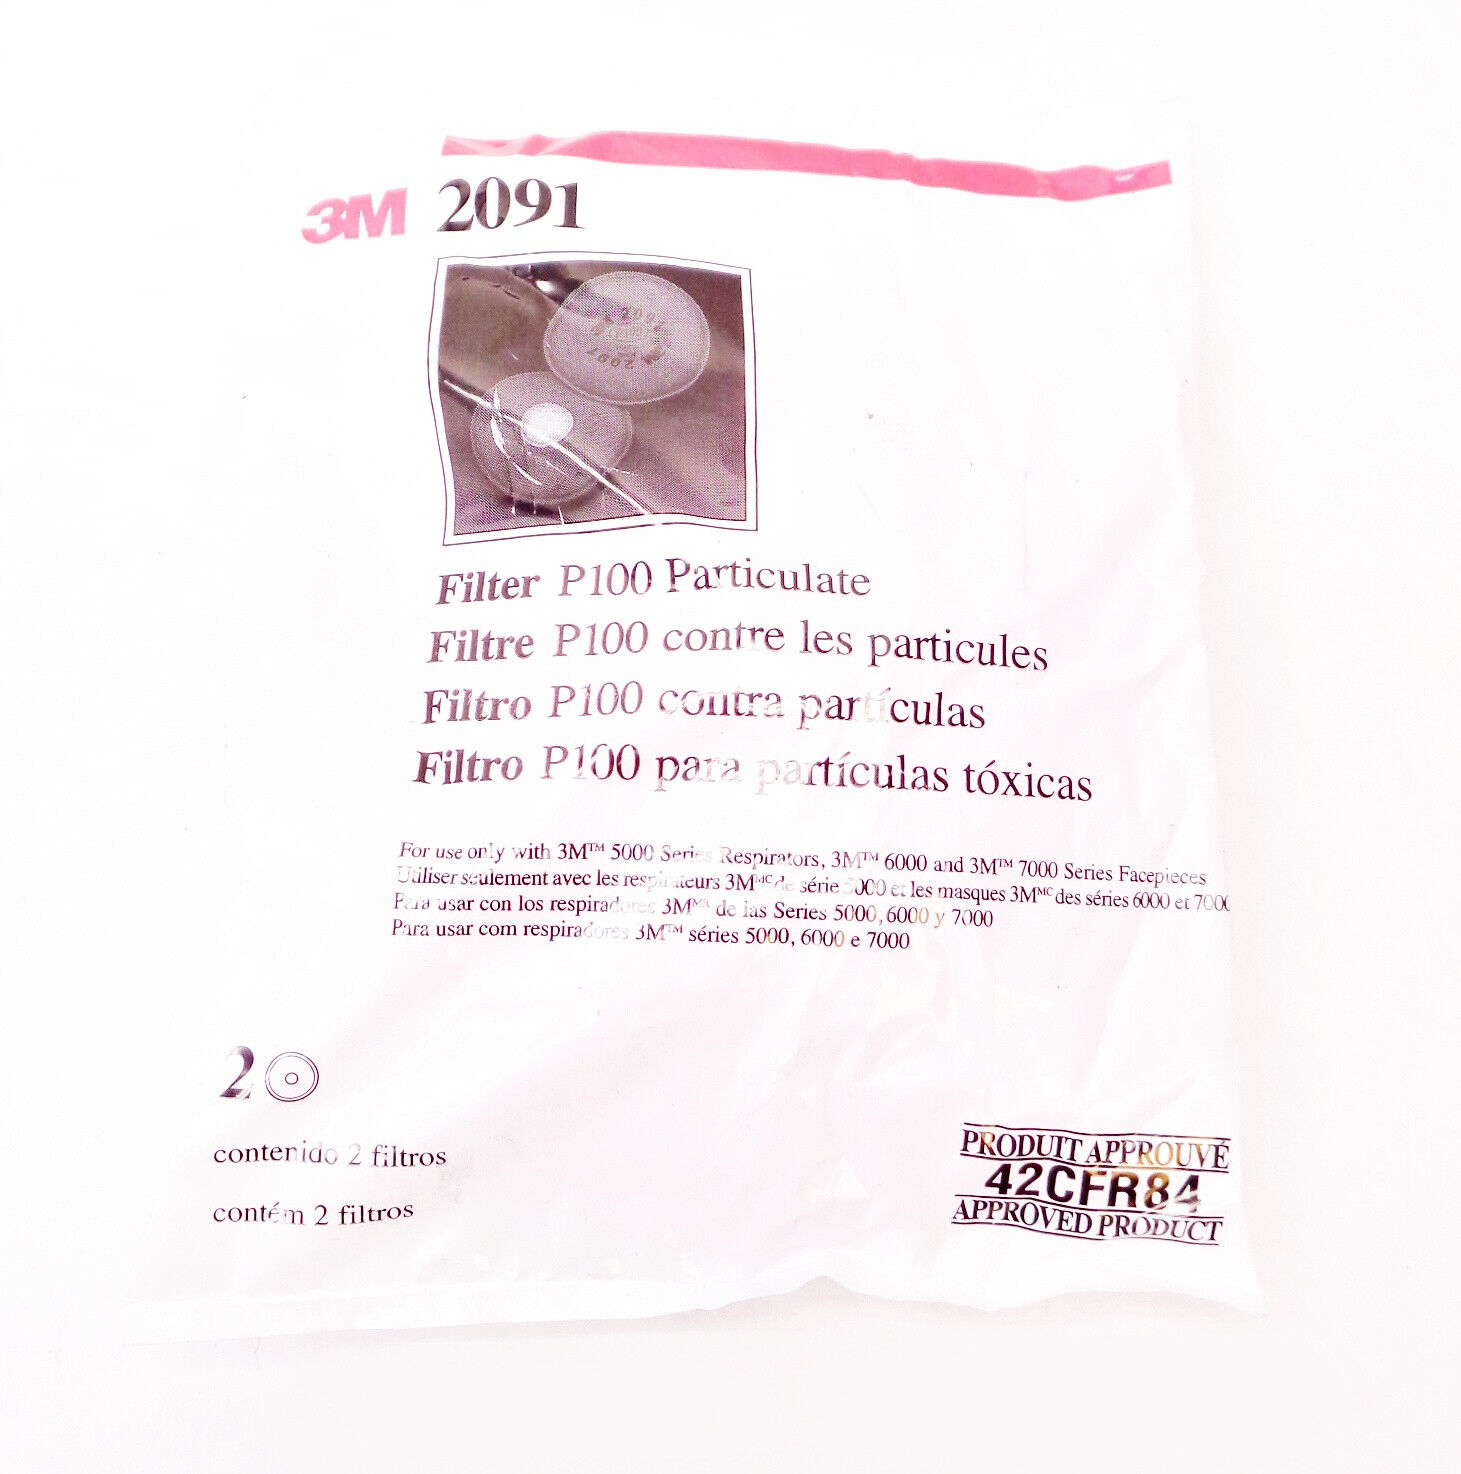 3M 2091
2097
Filter P100 Particulate
Filtre P100 contre les particules
Filtro P100 contra partículas
Filtro P100 para partículas tóxicas
For use only with 3M™ 5000 Series Respirators, 3M™ 6000 and 3M™ 7000 Series Facepieces
Utiliser seulement avec les respirateurs 3Mᴹᶜ de série 5000 et les masques 3Mᴹᶜ des séries 6000 et 7000
Para usar con los respiradores 3Mᴹᴿ de las Series 5000, 6000 y 7000
Para usar com respiradores 3M™ séries 5000, 6000 e 7000
2
contenido 2 filtros
contém 2 filtros
PRODUIT APPROUVÉ
42CFR84
APPROVED PRODUCT